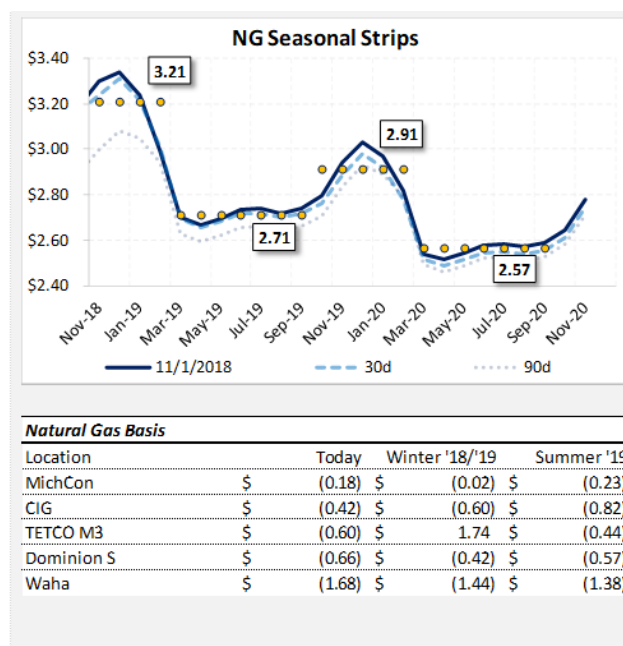 NG Seasonal Strips
$3.40
$3.20
$3.00
$2.80
$2.60
$2.40
3.21
2.91
2.71
2.57
Nov-18 Jan-19 Mar-19 May-19 Jul-19 Sep-19 Nov-19 Jan-20 Mar-20 May-20 Jul-20 Sep-20 Nov-20
11/1/2018 30d 90d
Natural Gas Basis
Location Today Winter '18/'19 Summer '19
MichCon $ (0.18) $ (0.02) $ (0.23)
CIG $ (0.42) $ (0.60) $ (0.82)
TETCO M3 $ (0.60) $ 1.74 $ (0.44)
Dominion S $ (0.66) $ (0.42) $ (0.57)
Waha $ (1.68) $ (1.44) $ (1.38)